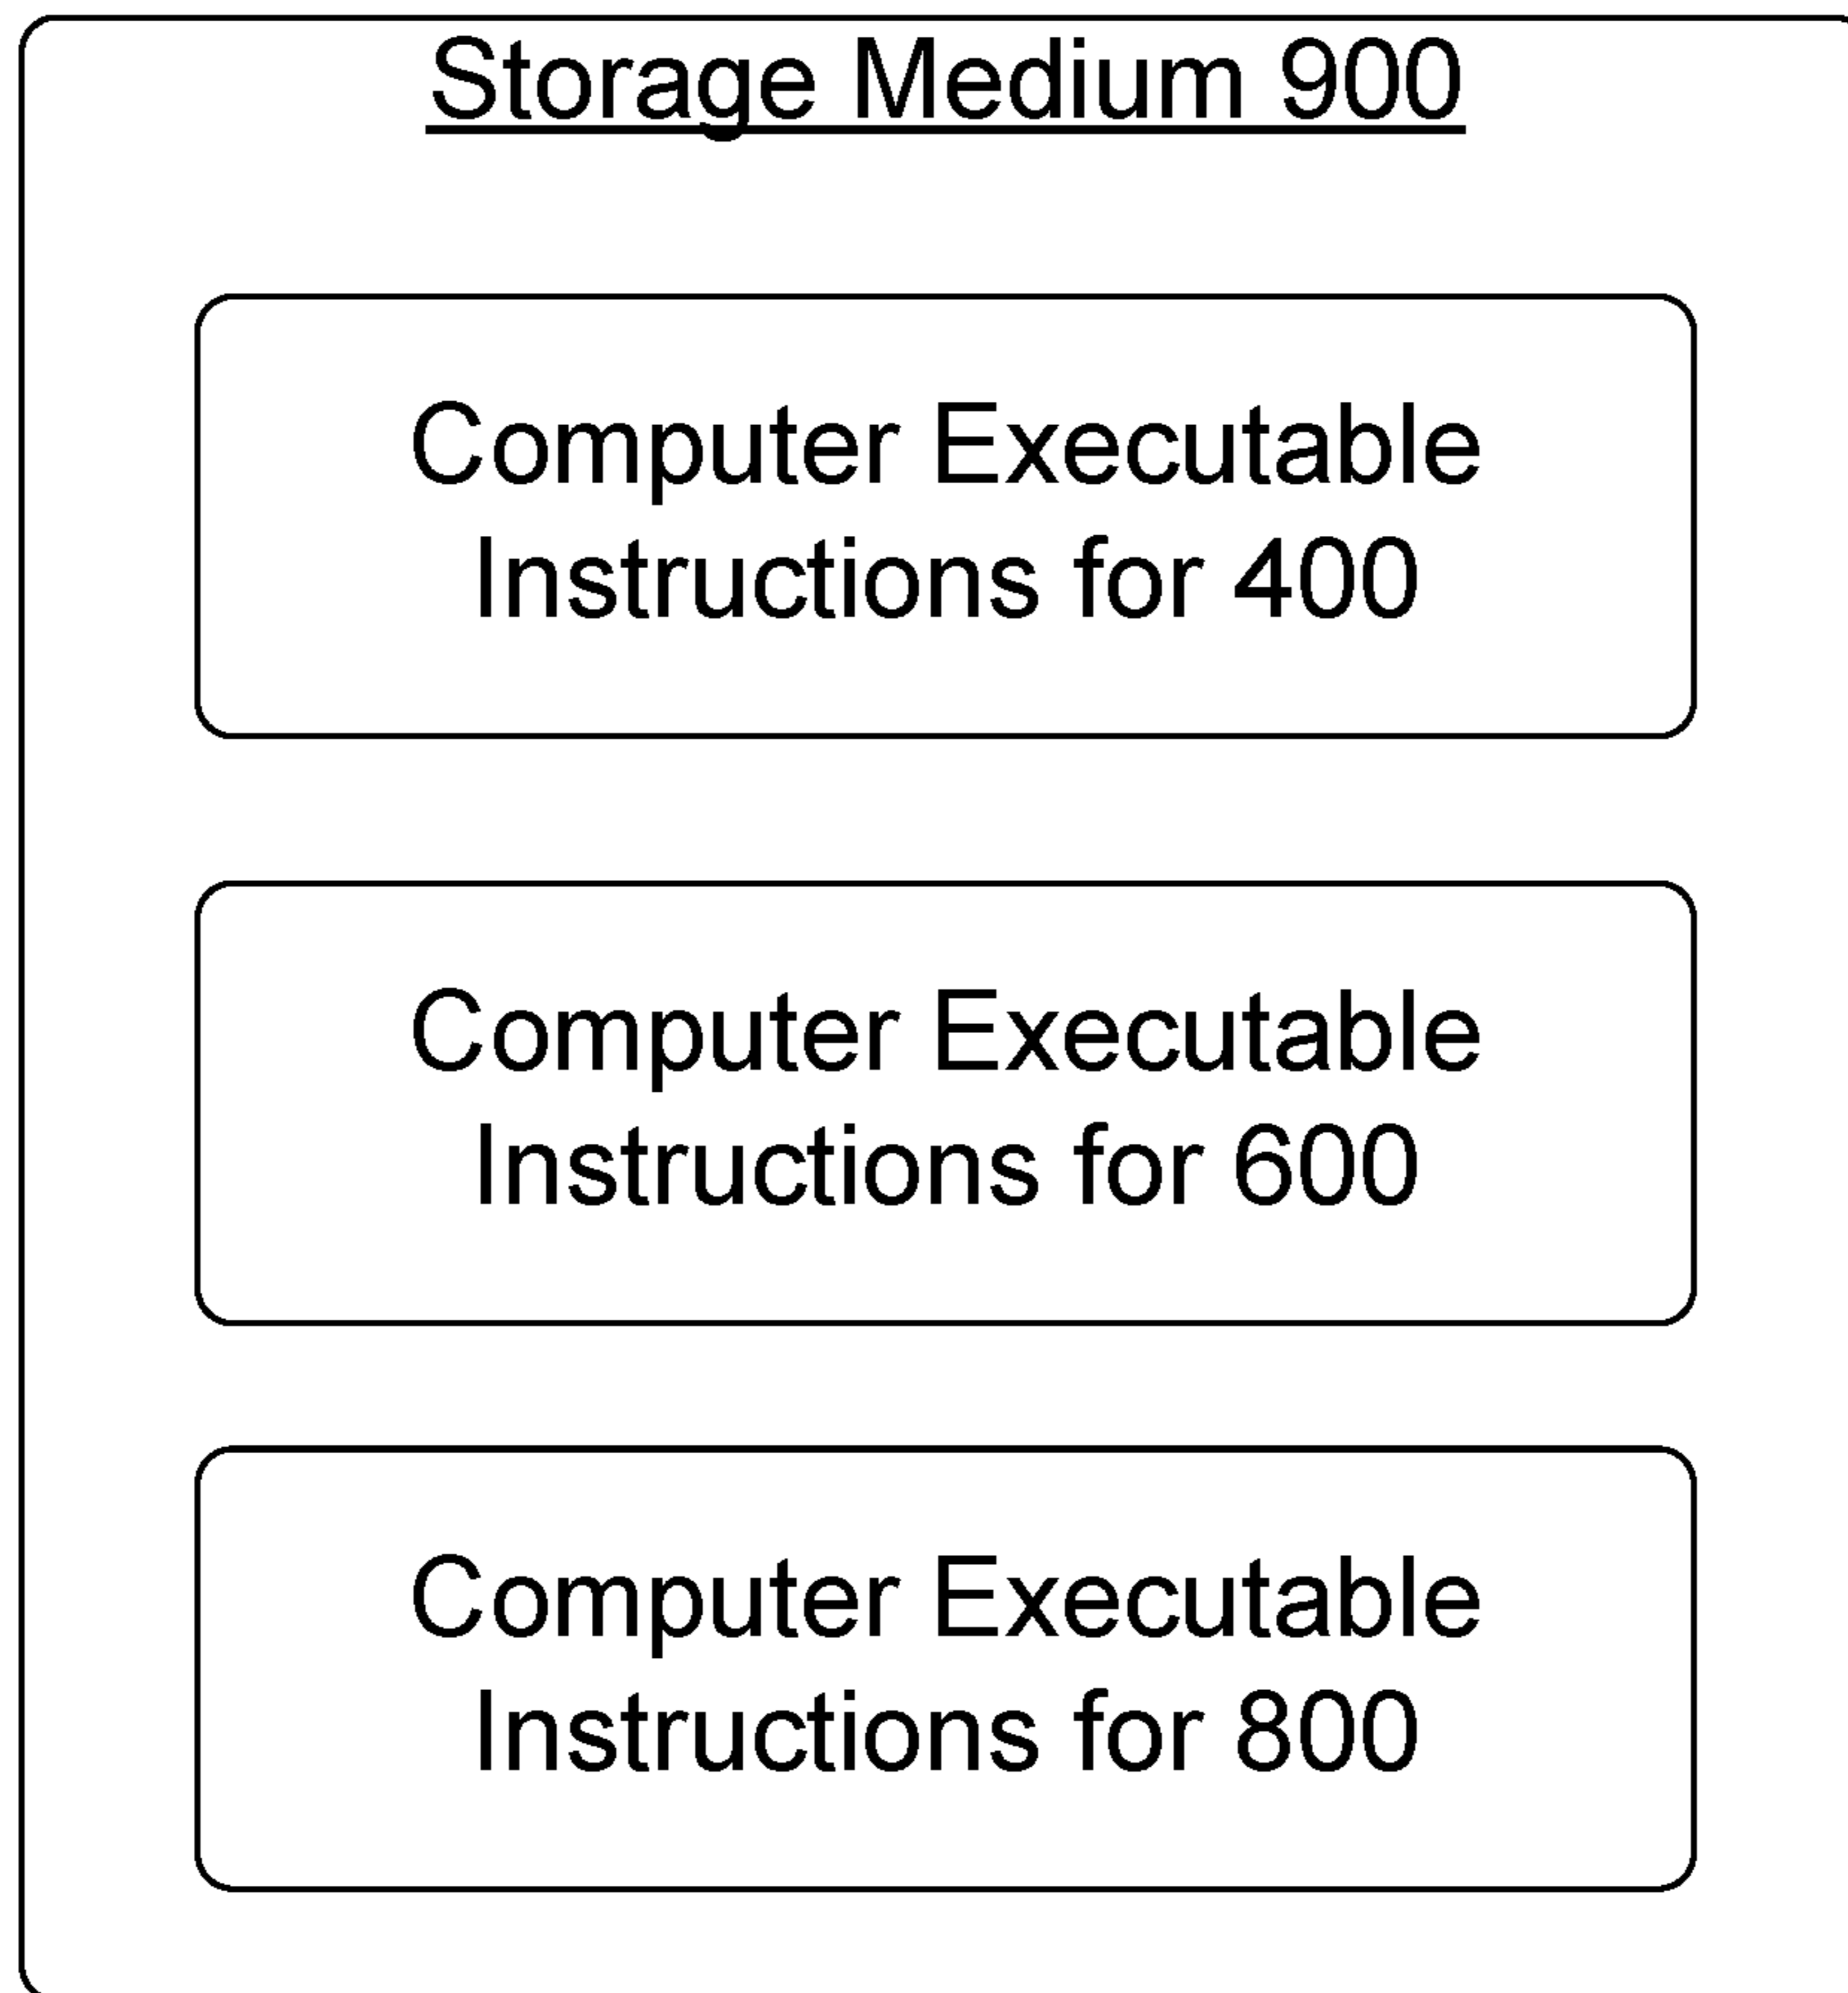 Storage Medium 900
Computer Executable
Instructions for 400
Computer Executable
Instructions for 600
Computer Executable
Instructions for 800